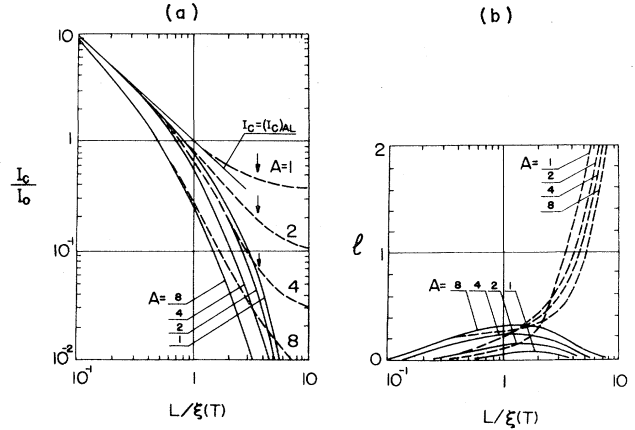 (a)
10
1
10⁻¹
10⁻²
I_c/I_o
I_C=(I_C)_AL
A=1
2
4
8
A= 8
4
2
1
10⁻¹ 1 10
L/ξ(T)
(b)
2
1
0
ℓ
A= 1
2
4
8
A= 8 4 2 1
10⁻¹ 1 10
L/ξ(T)